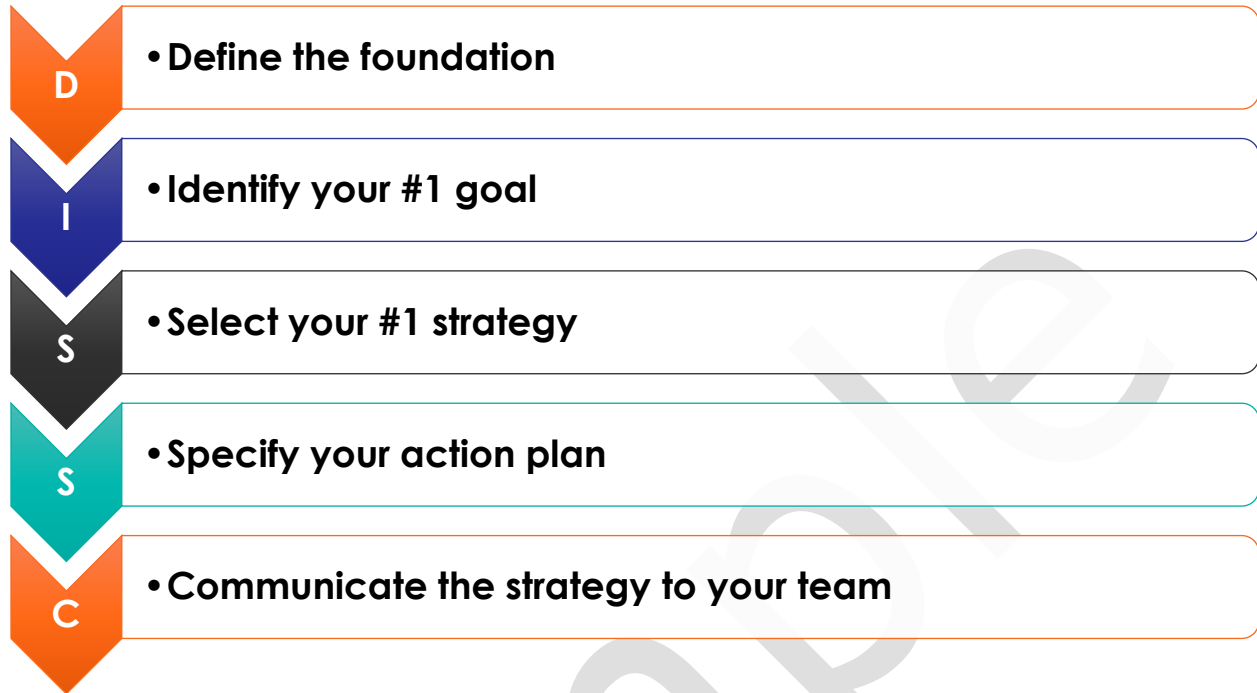 D
•Define the foundation
I
•Identify your #1 goal
S
•Select your #1 strategy
S
•Specify your action plan
C
•Communicate the strategy to your team